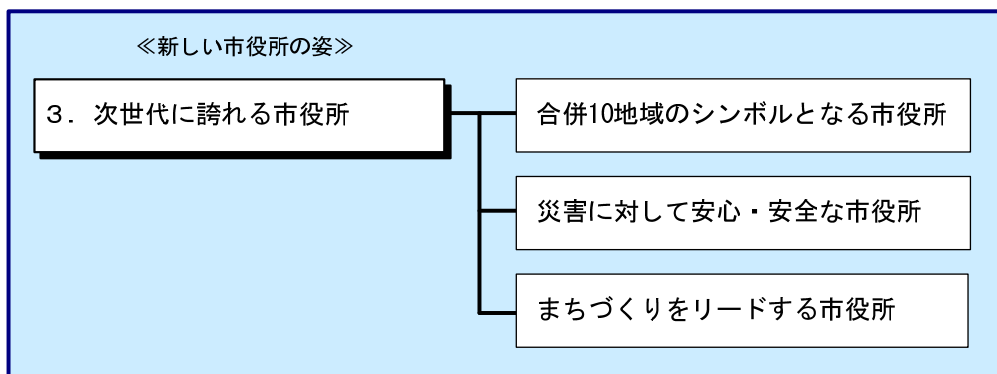 ≪新しい市役所の姿≫
３．次世代に誇れる市役所
合併10地域のシンボルとなる市役所
災害に対して安心・安全な市役所
まちづくりをリードする市役所